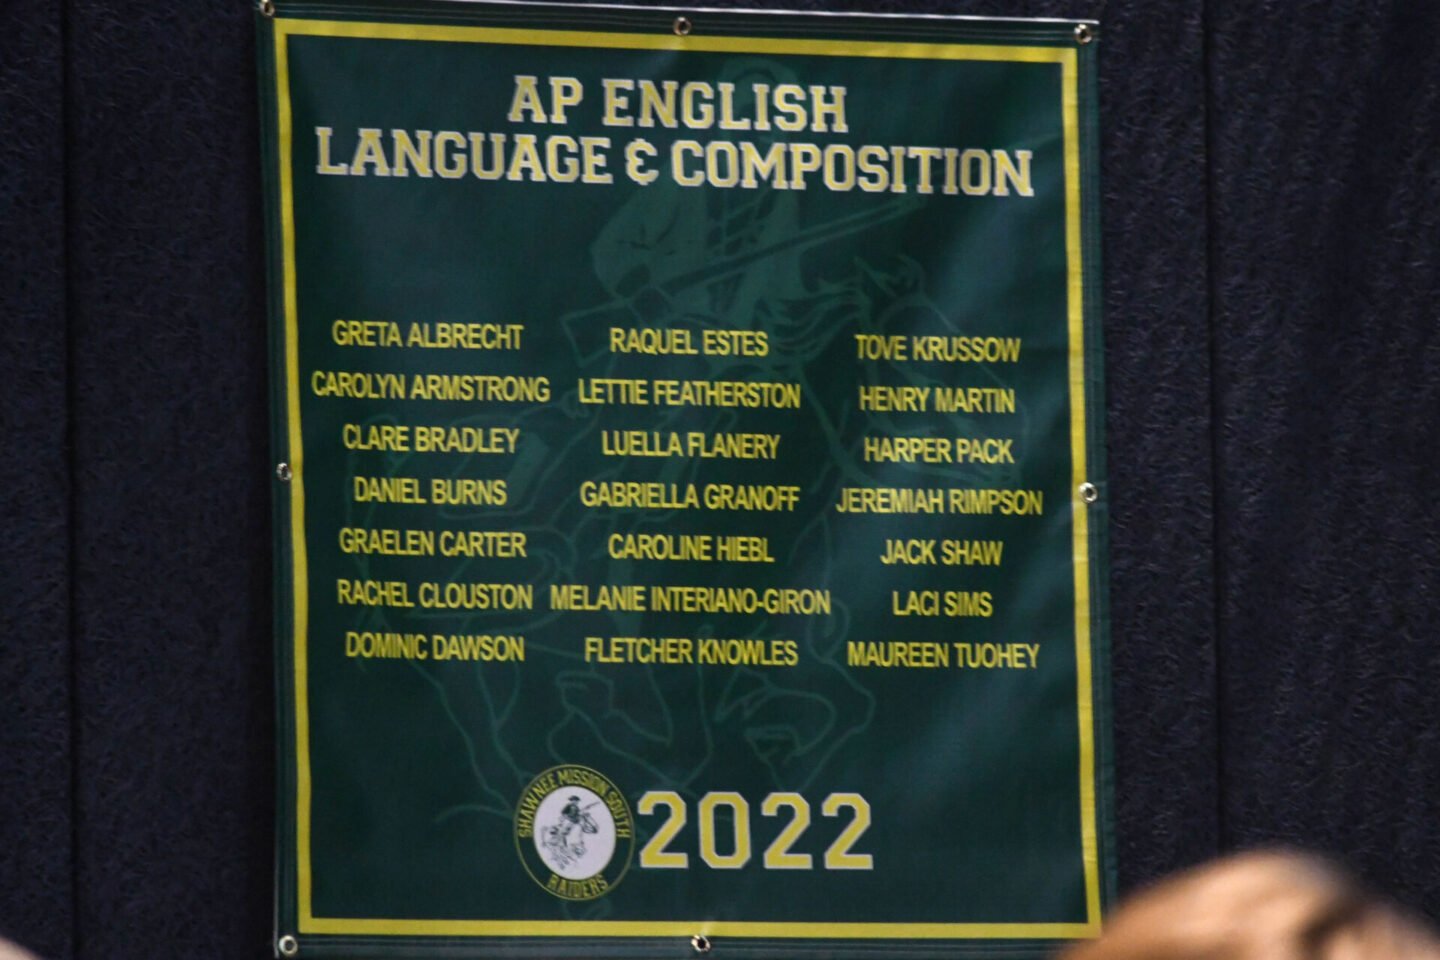 AP ENGLISH
LANGUAGE & COMPOSITION
GRETA ALBRECHT
CAROLYN ARMSTRONG
CLARE BRADLEY
DANIEL BURNS
GRAELEN CARTER
RACHEL CLOUSTON
DOMINIC DAWSON
RAQUEL ESTES
LETTIE FEATHERSTON
LUELLA FLANERY
GABRIELLA GRANOFF
CAROLINE HIEBL
MELANIE INTERIANO-GIRON
FLETCHER KNOWLES
TOVE KRUSSOW
HENRY MARTIN
HARPER PACK
JEREMIAH RIMPSON
JACK SHAW
LACI SIMS
MAUREEN TUOHEY
SHAWNEE MISSION SOUTH
RAIDERS
2022